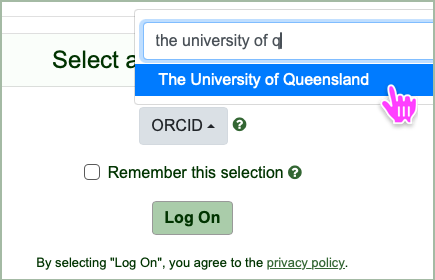 the university of q
Select a
The University of Queensland
ORCID
Remember this selection
Log On
By selecting "Log On", you agree to the privacy policy.